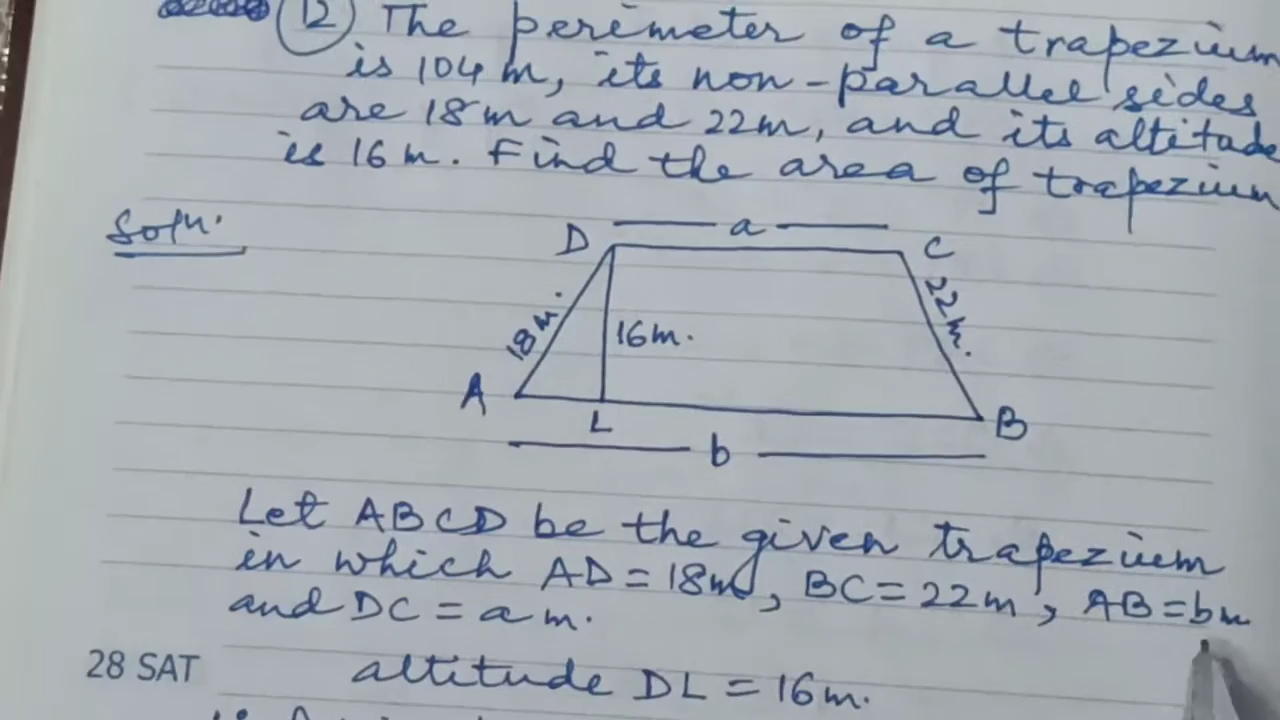 12 The perimeter of a trapezium
is 104 m, its non-parallel sides
are 18m and 22m, and its altitude
is 16 m. Find the area of trapezium
Soln.
a
D
C
18 m.
16m.
22m.
A
L
B
b
Let ABCD be the given trapezium
in which AD = 18m, BC = 22m, AB = bm
and DC = a m.
28 SAT
altitude DL = 16m.